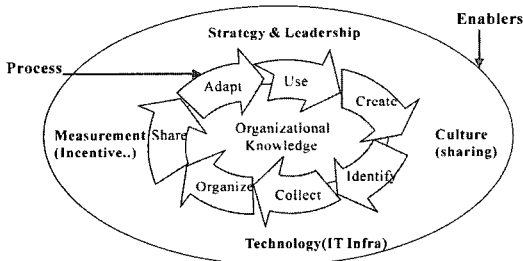 Strategy & Leadership
Enablers
Process
Adapt
Use
Create
Share
Organizational
Knowledge
Measurement
(Incentive..)
Culture
(sharing)
Organize
Collect
Identify
Technology(IT Infra)